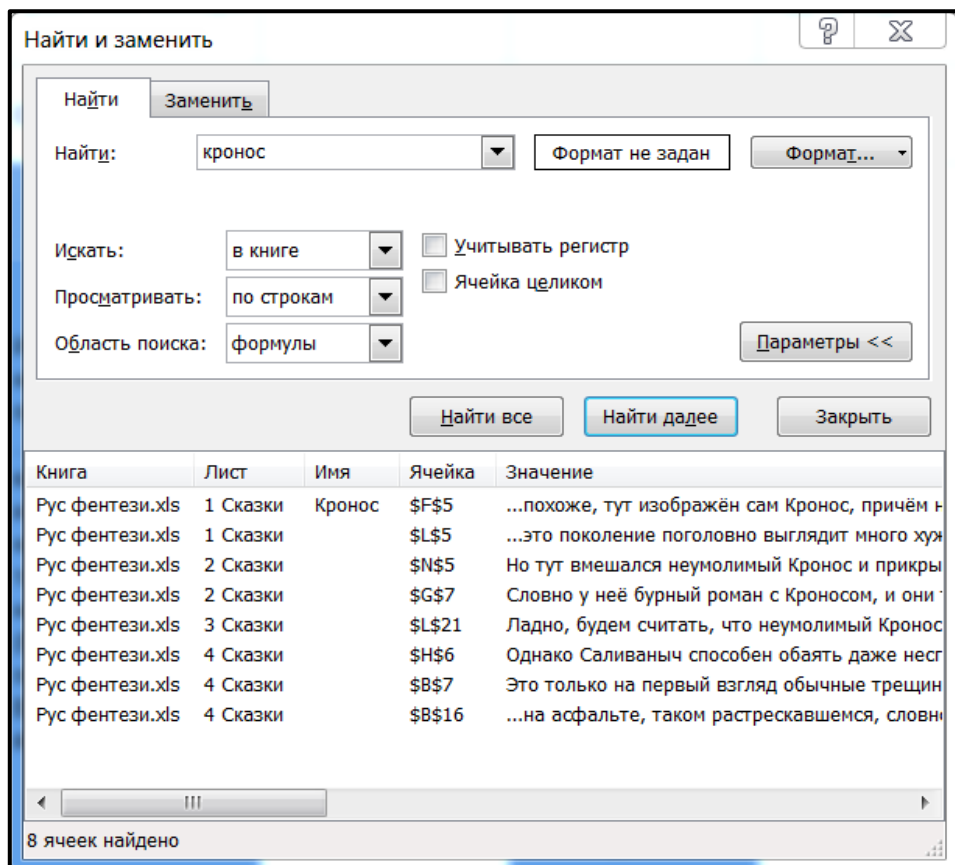 Найти и заменить
Найти Заменить
Найти: кронос Формат не задан Формат...
Искать: в книге Учитывать регистр
Ячейка целиком
Просматривать: по строкам
Область поиска: формулы Параметры <<
Найти все Найти далее Закрыть
Книга Лист Имя Ячейка Значение
Рус фентези.xls 1 Сказки Кронос $F$5 ...похоже, тут изображён сам Кронос, причём
Рус фентези.xls 1 Сказки $L$5 ...это поколение поголовно выглядит много
Рус фентези.xls 2 Сказки $N$5 Но тут вмешался неумолимый Кронос и
Рус фентези.xls 2 Сказки $G$7 Словно у неё бурный роман с Кроносом, и они
Рус фентези.xls 3 Сказки $L$21 Ладно, будем считать, что неумолимый Кронос
Рус фентези.xls 4 Сказки $H$6 Однако Саливаныч способен обаять даже
Рус фентези.xls 4 Сказки $B$7 Это только на первый взгляд обычные
Рус фентези.xls 4 Сказки $B$16 ...на асфальте, таком растрескавшемся,
8 ячеек найдено